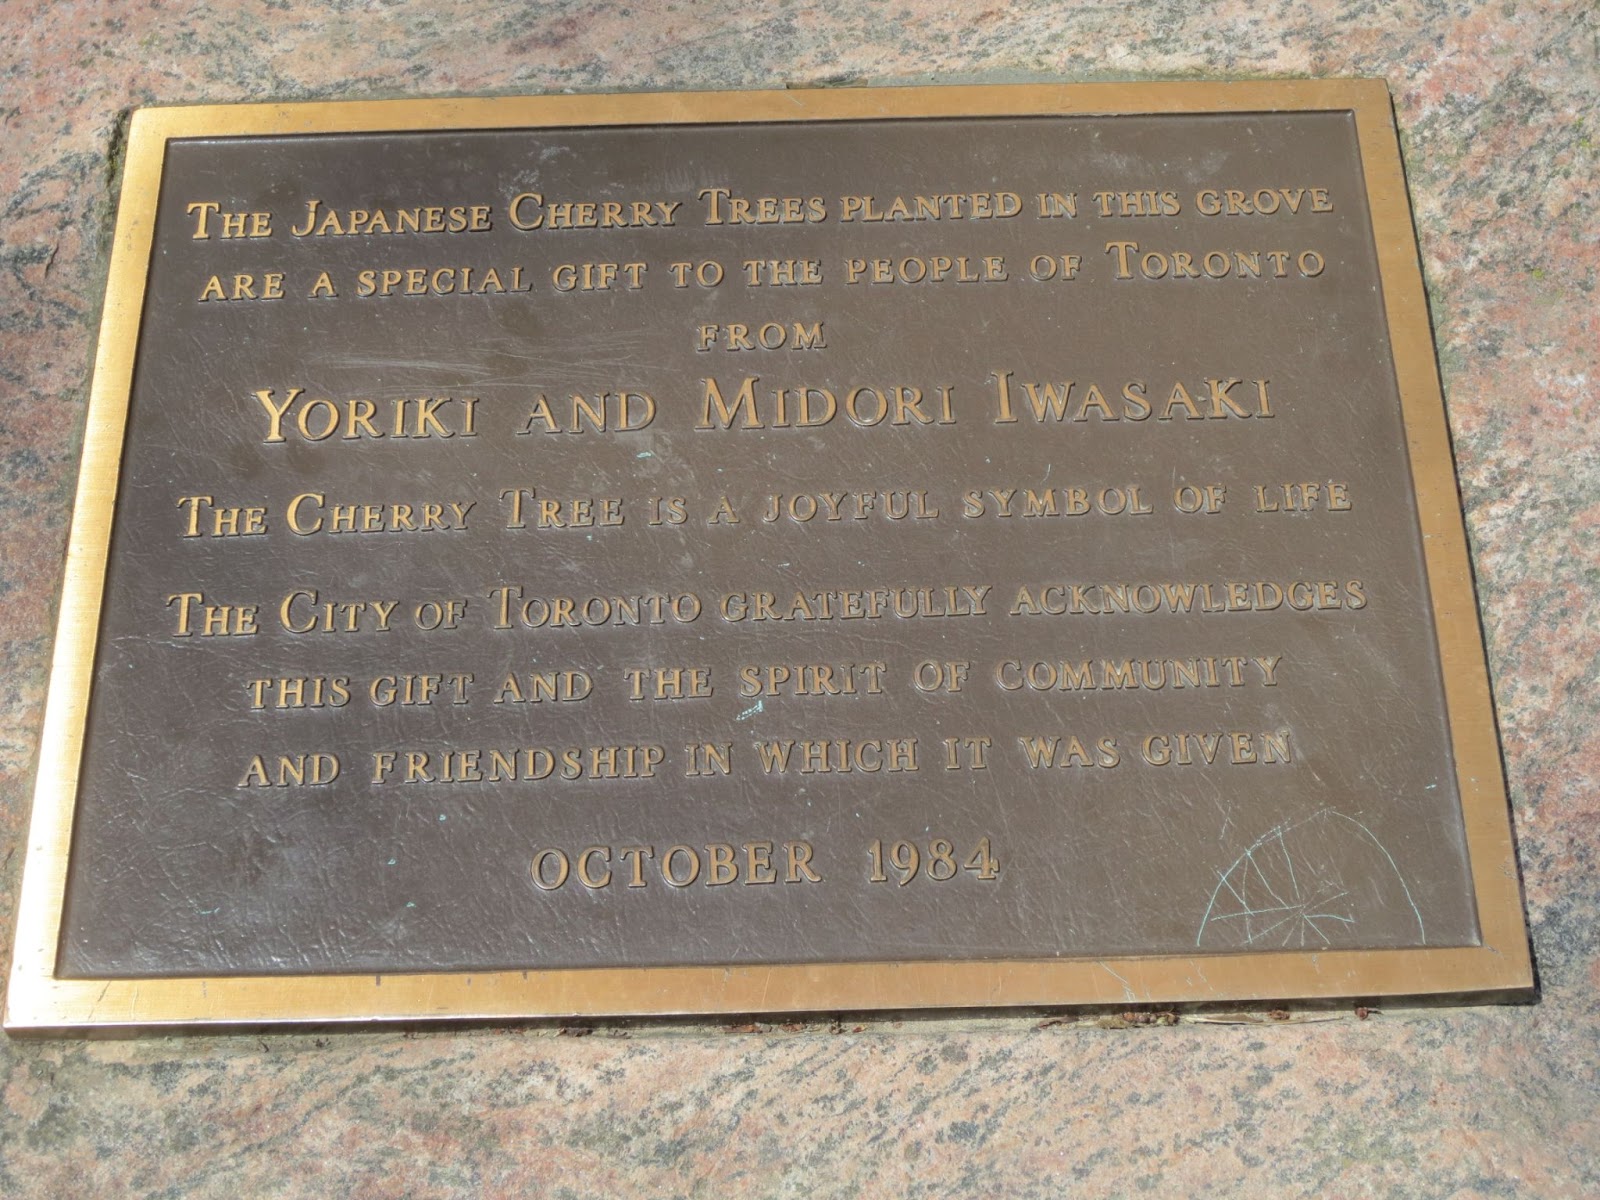 The Japanese Cherry Trees planted in this grove
are a special gift to the people of Toronto
from
Yoriki and Midori Iwasaki
The Cherry Tree is a joyful symbol of life
The City of Toronto gratefully acknowledges
this gift and the spirit of community
and friendship in which it was given
October 1984